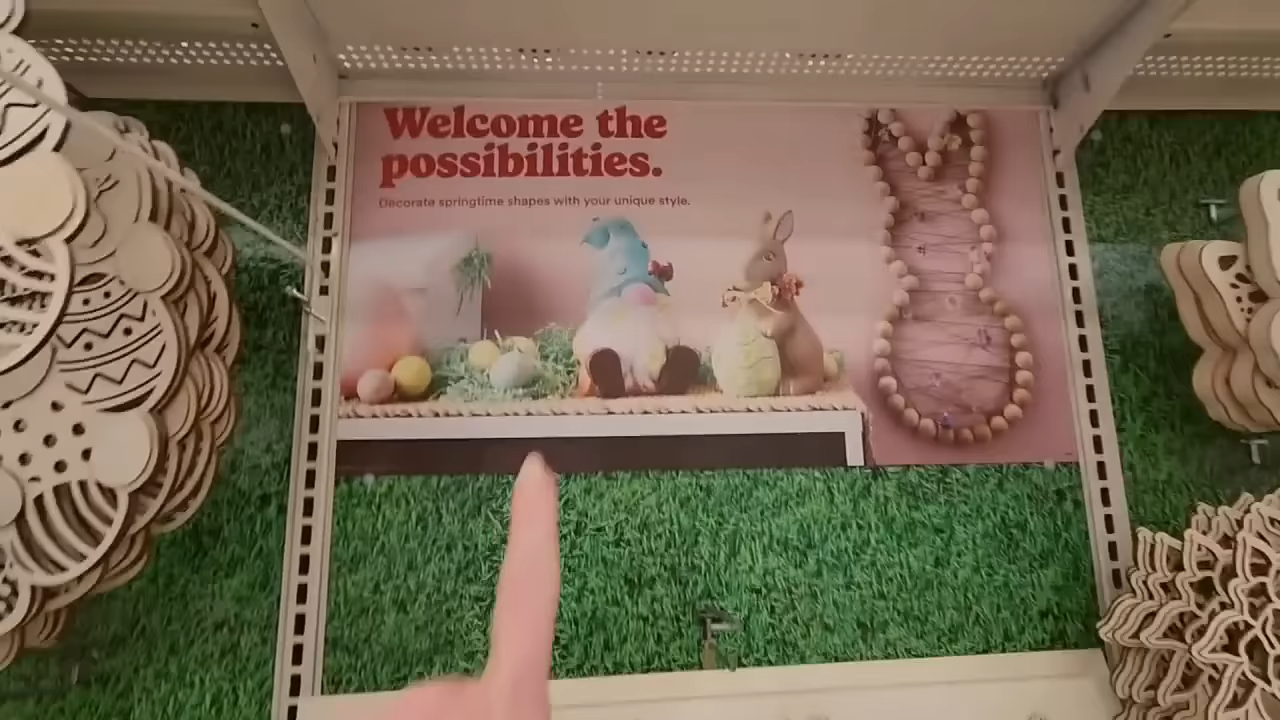 Welcome the
possibilities.
Decorate springtime shapes with your unique style.